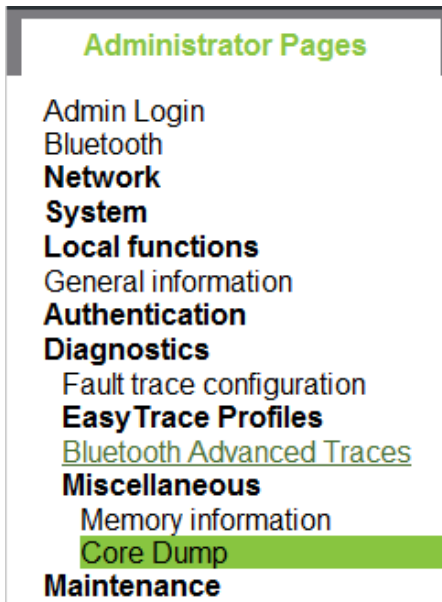 Administrator Pages
Admin Login
Bluetooth
Network
System
Local functions
General information
Authentication
Diagnostics
Fault trace configuration
EasyTrace Profiles
Bluetooth Advanced Traces
Miscellaneous
Memory information
Core Dump
Maintenance